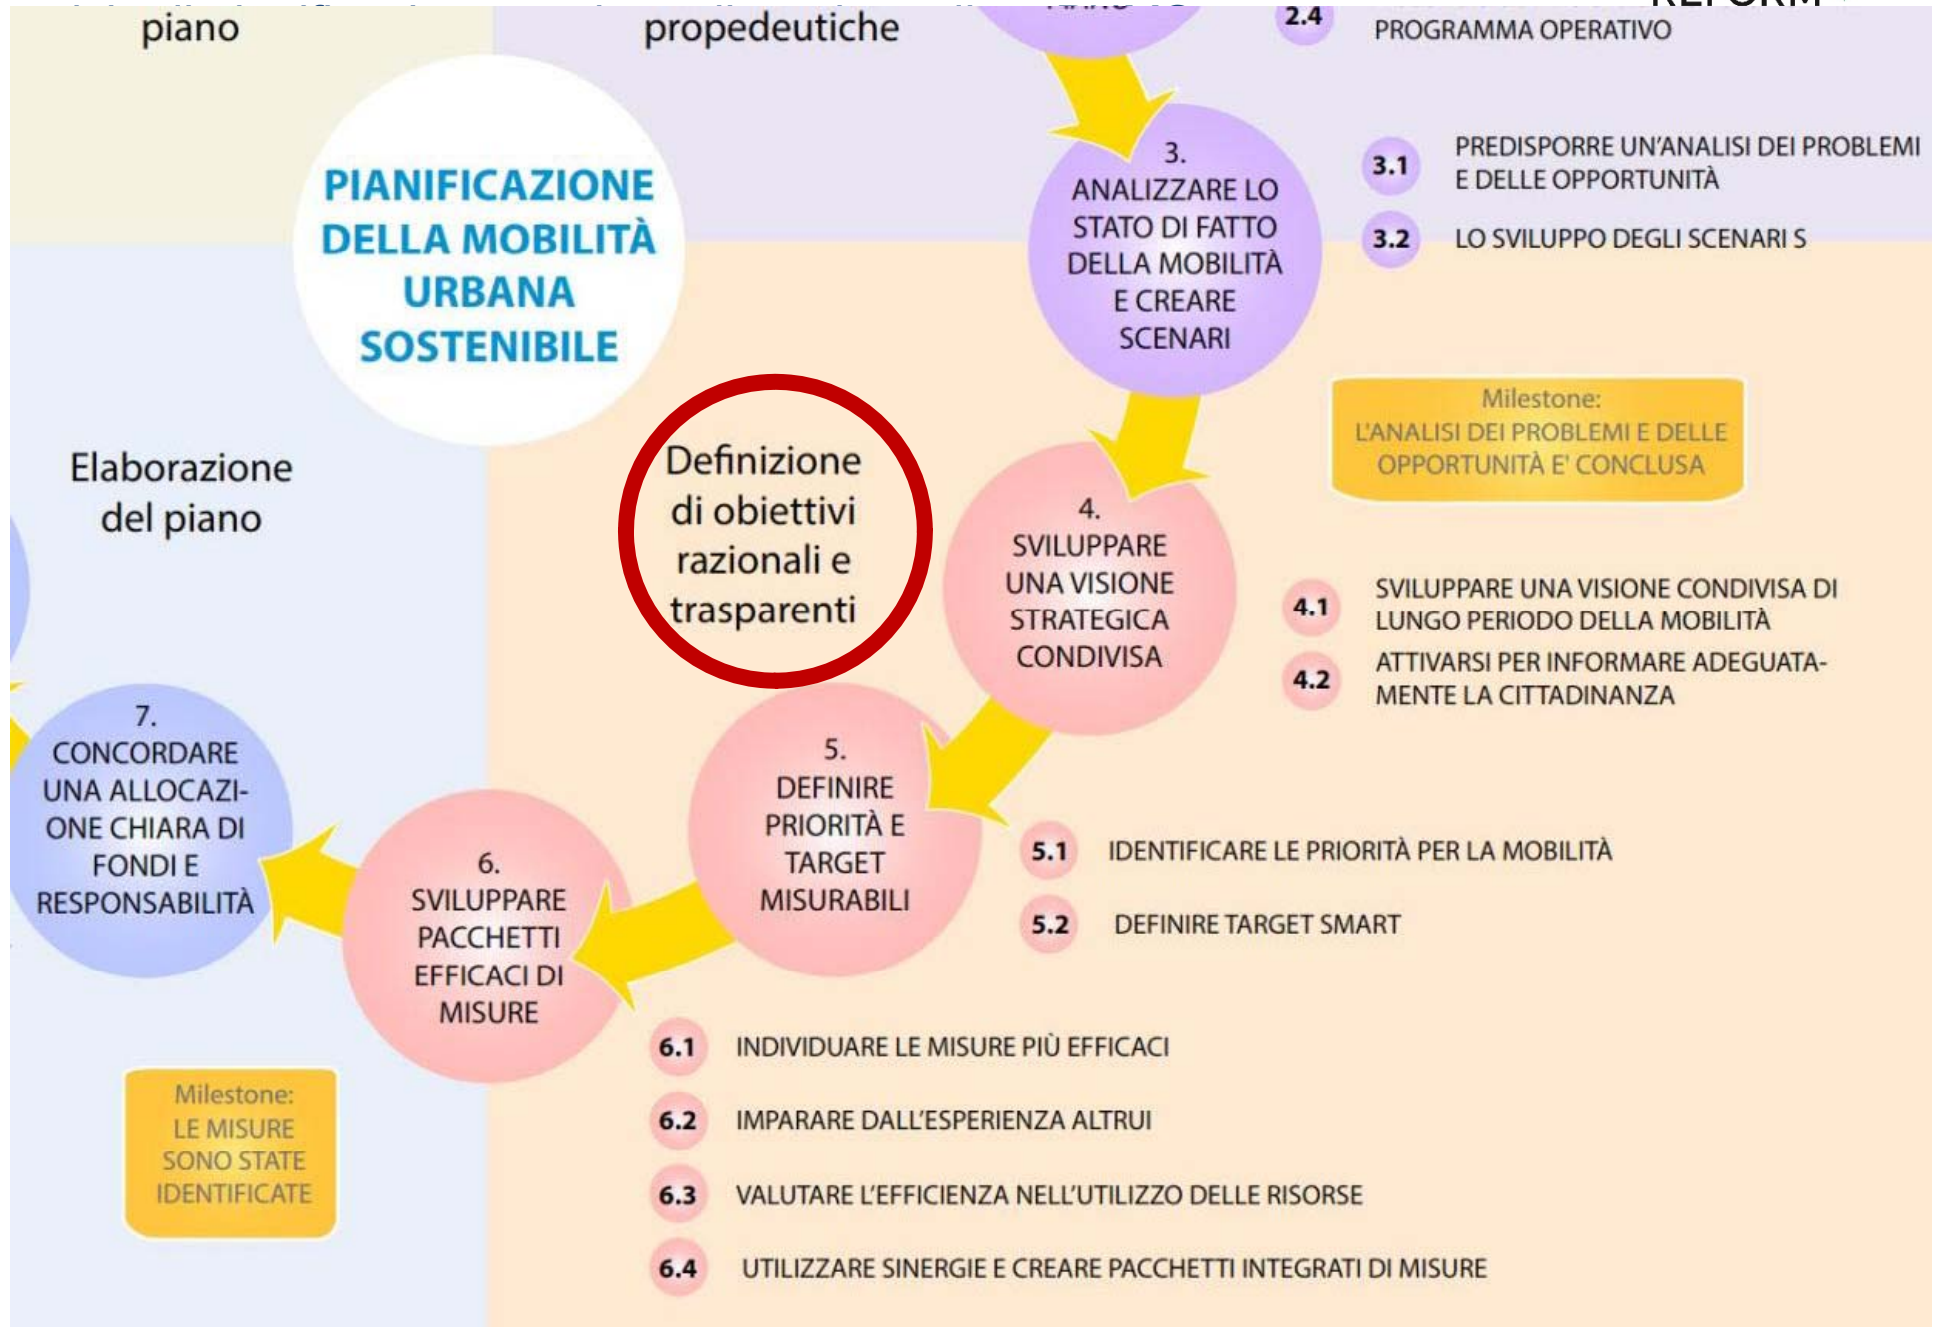 piano
propedeutiche
2.4
PROGRAMMA OPERATIVO
PIANIFICAZIONE
DELLA MOBILITÀ
URBANA
SOSTENIBILE
3.
ANALIZZARE LO
STATO DI FATTO
DELLA MOBILITÀ
E CREARE
SCENARI
3.1
PREDISPORRE UN'ANALISI DEI PROBLEMI
E DELLE OPPORTUNITÀ
3.2
LO SVILUPPO DEGLI SCENARI S
Milestone:
L'ANALISI DEI PROBLEMI E DELLE
OPPORTUNITÀ E' CONCLUSA
Elaborazione
del piano
Definizione
di obiettivi
razionali e
trasparenti
4.
SVILUPPARE
UNA VISIONE
STRATEGICA
CONDIVISA
4.1
SVILUPPARE UNA VISIONE CONDIVISA DI
LUNGO PERIODO DELLA MOBILITÀ
4.2
ATTIVARSI PER INFORMARE ADEGUATA-
MENTE LA CITTADINANZA
5.
DEFINIRE
PRIORITÀ E
TARGET
MISURABILI
5.1
IDENTIFICARE LE PRIORITÀ PER LA MOBILITÀ
5.2
DEFINIRE TARGET SMART
6.
SVILUPPARE
PACCHETTI
EFFICACI DI
MISURE
6.1
INDIVIDUARE LE MISURE PIÙ EFFICACI
6.2
IMPARARE DALL'ESPERIENZA ALTRUI
6.3
VALUTARE L'EFFICIENZA NELL'UTILIZZO DELLE RISORSE
6.4
UTILIZZARE SINERGIE E CREARE PACCHETTI INTEGRATI DI MISURE
7.
CONCORDARE
UNA ALLOCAZI-
ONE CHIARA DI
FONDI E
RESPONSABILITÀ
Milestone:
LE MISURE
SONO STATE
IDENTIFICATE